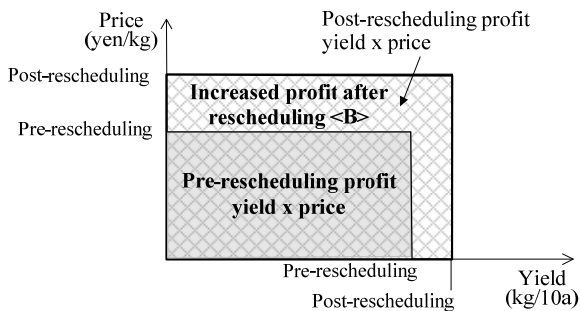 Price
(yen/kg)
Post-rescheduling profit
yield x price
Post-rescheduling
Increased profit after
rescheduling <B>
Pre-rescheduling
Pre-rescheduling profit
yield x price
Pre-rescheduling
Post-rescheduling
Yield
(kg/10a)